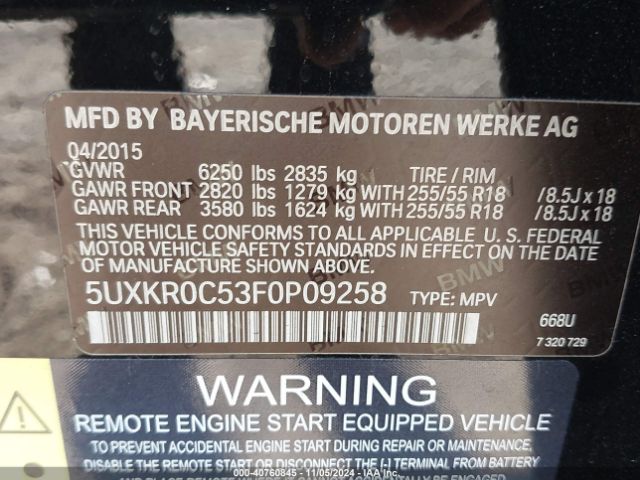 MFD BY BAYERISCHE MOTOREN WERKE AG
04/2015
GVWR 6250 lbs 2835 kg TIRE / RIM
GAWR FRONT 2820 lbs 1279 kg WITH 255/55 R18 /8.5J x 18
GAWR REAR 3580 lbs 1624 kg WITH 255/55 R18 /8.5J x 18
THIS VEHICLE CONFORMS TO ALL APPLICABLE U. S. FEDERAL
MOTOR VEHICLE SAFETY STANDARDS IN EFFECT ON THE DATE
OF MANUFACTURE SHOWN ABOVE.
5UXKR0C53F0P09258 TYPE: MPV
668U
7 320 729
WARNING
REMOTE ENGINE START EQUIPPED VEHICLE
TO PREVENT ACCIDENTAL ENGINE START DURING REPAIR OR MAINTENANCE,
DISABLE THE REMOTE START OR DISCONNECT THE [-] TERMINAL FROM BATTERY
© - 40760845 - 11/05/2024 - IAAI.Copart, Inc.